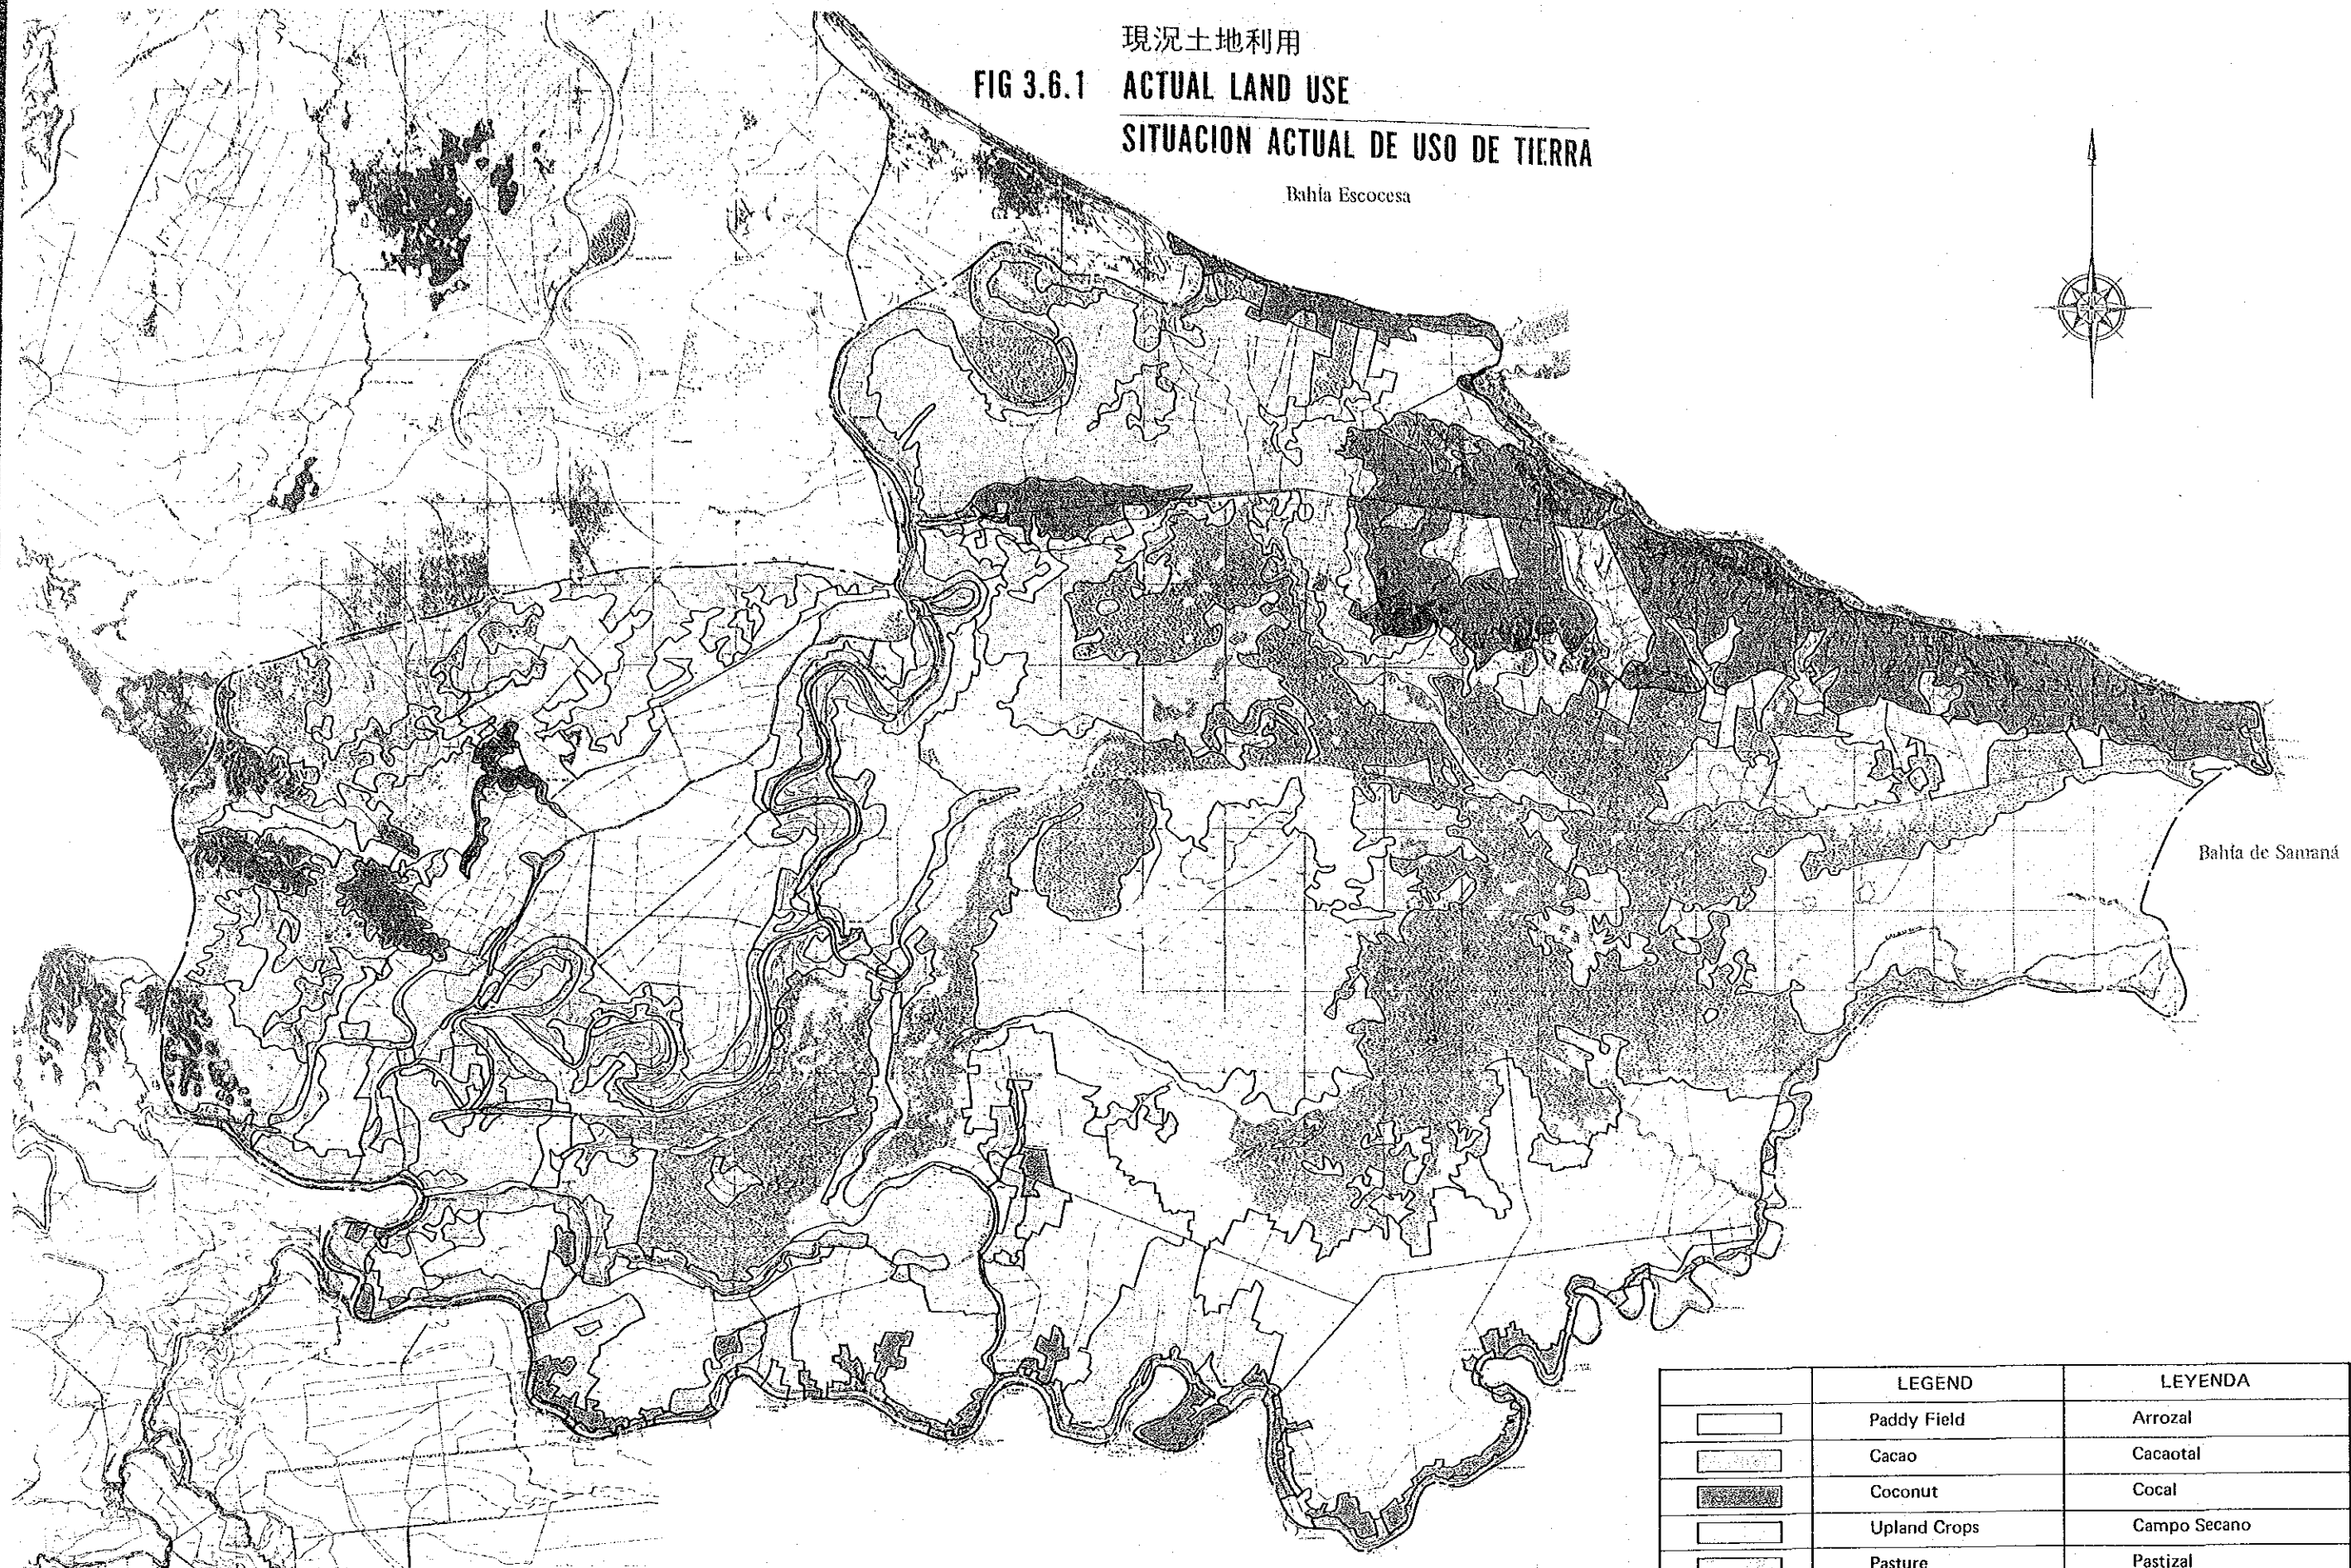 現況土地利用
FIG 3.6.1 ACTUAL LAND USE
SITUACION ACTUAL DE USO DE TIERRA
Bahía Escocesa
Bahía de Samaná
LEGEND LEYENDA
Paddy Field Arrozal
Cacao Cacaotal
Coconut Cocal
Upland Crops Campo Secano
Pasture Pastizal